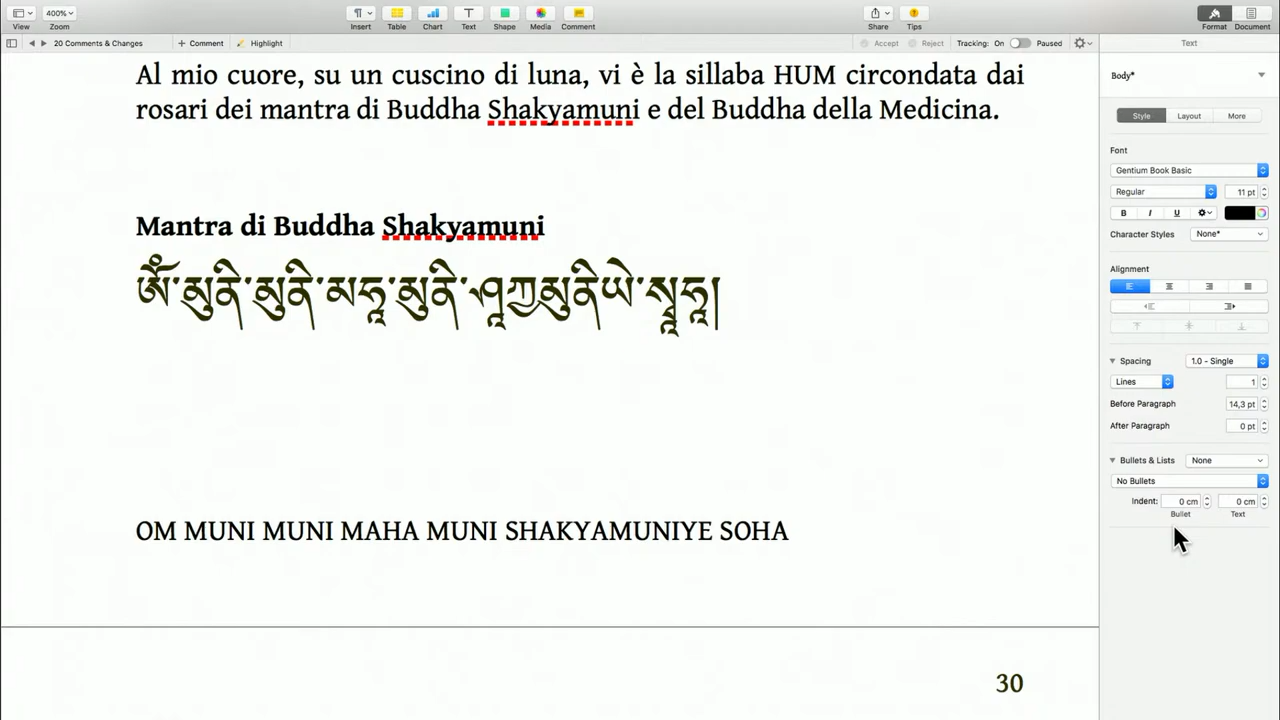 View
400%
Zoom
Insert
Table
Chart
Text
Shape
Media
Comment
Share
Tips
Format
Document
20 Comments & Changes
+ Comment
Highlight
Accept
Reject
Tracking: On
Paused
Text
Al mio cuore, su un cuscino di luna, vi è la sillaba HUM circondata dai
rosari dei mantra di Buddha Shakyamuni e del Buddha della Medicina.
Mantra di Buddha Shakyamuni
ༀ་མུནི་མུནི་མཧཱ་མུནི་ཤཱཀྱམུནིཡེ་སྭཱཧཱ།
OM MUNI MUNI MAHA MUNI SHAKYAMUNIYE SOHA
30
Body*
Style
Layout
More
Font
Gentium Book Basic
Regular
11 pt
B I U
Character Styles
None*
Alignment
Spacing
1.0 - Single
Lines
1
Before Paragraph
14,3 pt
After Paragraph
0 pt
Bullets & Lists
None
No Bullets
Indent:
0 cm
0 cm
Bullet
Text